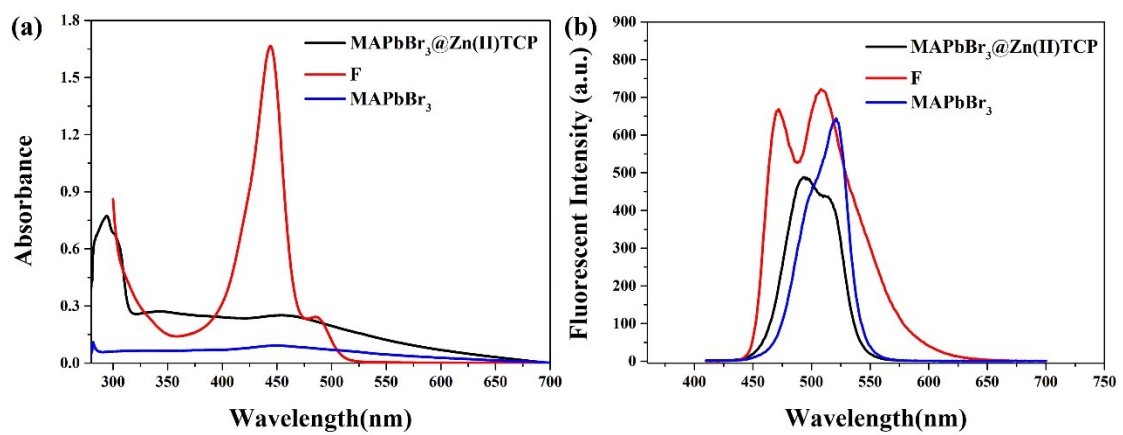 (a)
1.8
1.5
1.2
0.9
0.6
0.3
0.0
Absorbance
MAPbBr₃@Zn(II)TCP
F
MAPbBr₃
300 350 400 450 500 550 600 650 700
Wavelength(nm)
(b)
900
800
700
600
500
400
300
200
100
0
Fluorescent Intensity (a.u.)
MAPbBr₃@Zn(II)TCP
F
MAPbBr₃
400 450 500 550 600 650 700 750
Wavelength(nm)